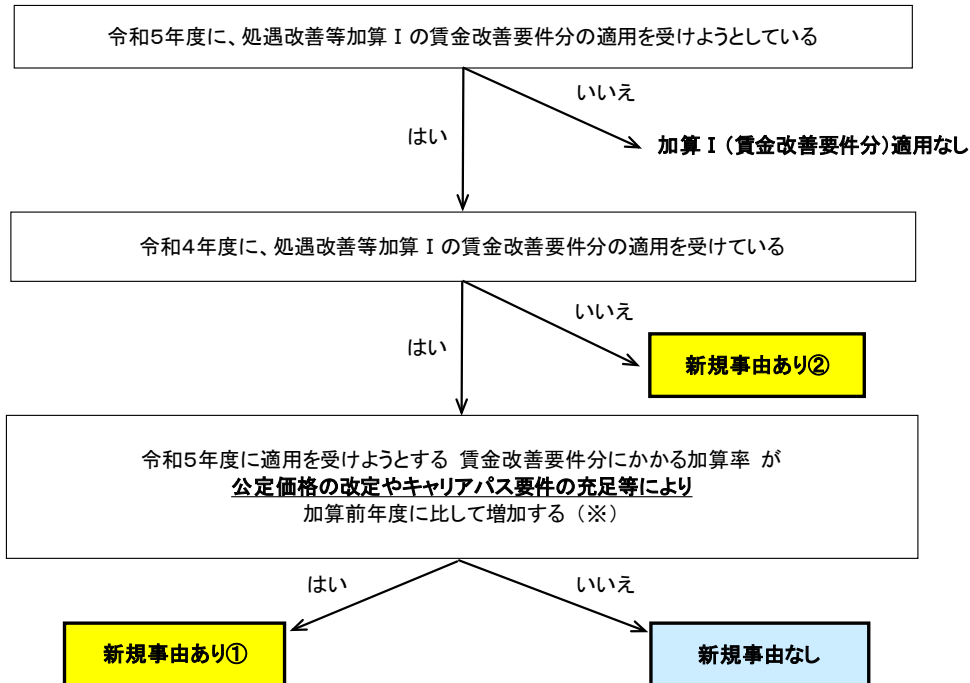 令和5年度に、処遇改善等加算Ⅰの賃金改善要件分の適用を受けようとしている
いいえ
はい
加算Ⅰ(賃金改善要件分)適用なし
令和4年度に、処遇改善等加算Ⅰの賃金改善要件分の適用を受けている
いいえ
はい
新規事由あり②
令和5年度に適用を受けようとする 賃金改善要件分にかかる加算率 が
公定価格の改定やキャリアパス要件の充足等により
加算前年度に比して増加する(※)
はい
いいえ
新規事由あり①
新規事由なし